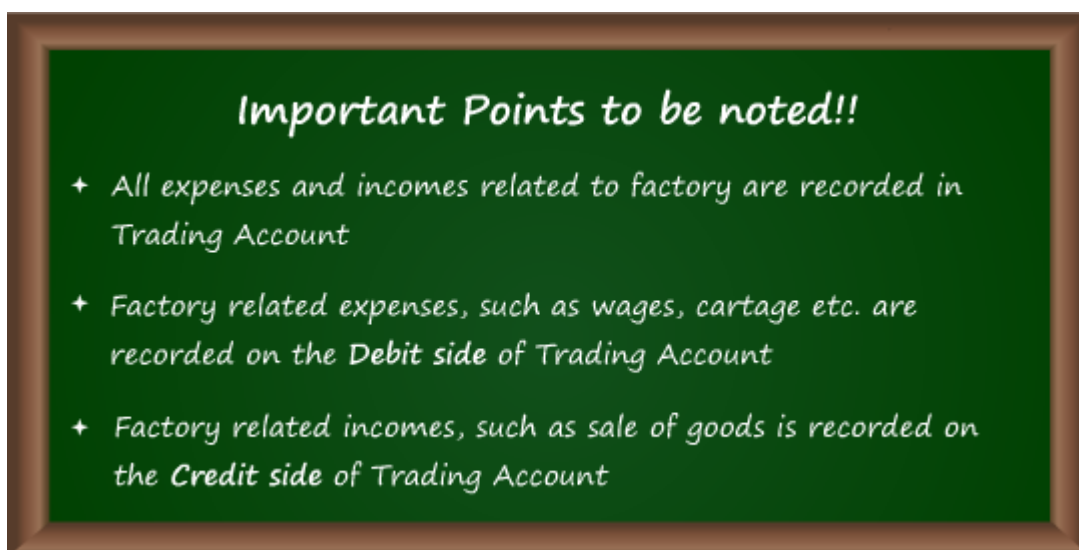 Important Points to be noted!!
✦ All expenses and incomes related to factory are recorded in
Trading Account
✦ Factory related expenses, such as wages, cartage etc. are
recorded on the Debit side of Trading Account
✦ Factory related incomes, such as sale of goods is recorded on
the Credit side of Trading Account